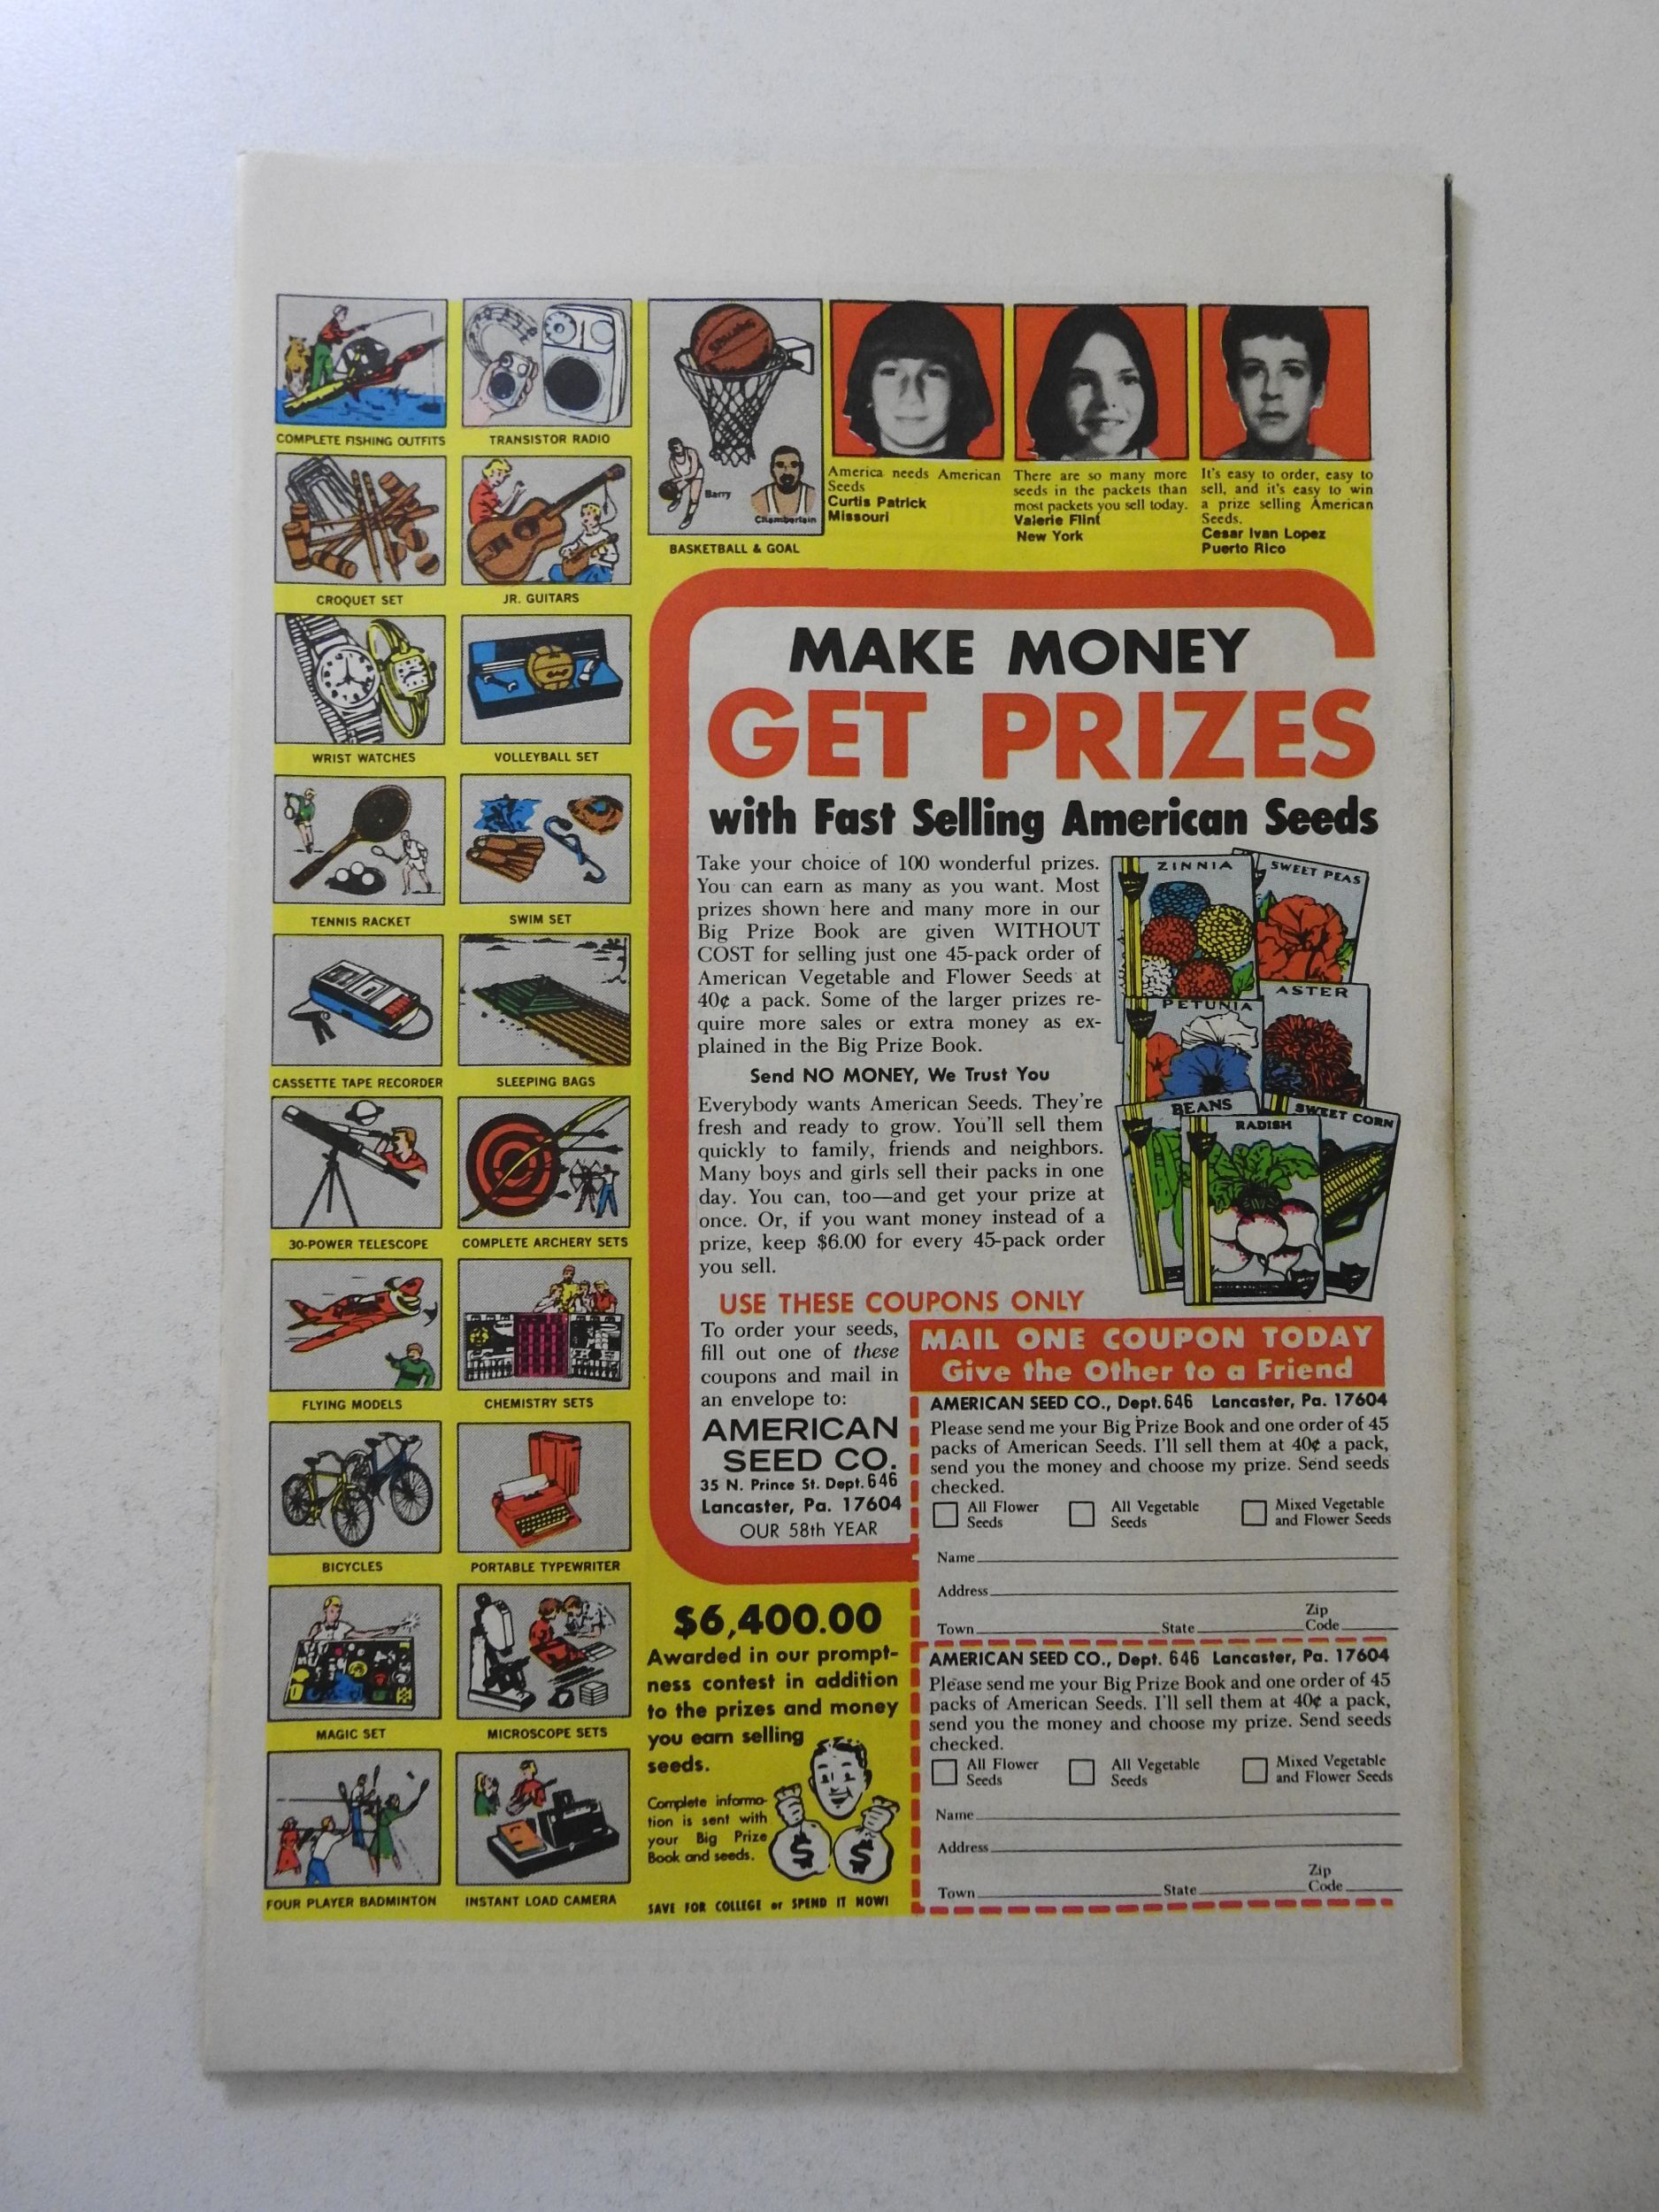 COMPLETE FISHING OUTFITS
TRANSISTOR RADIO
CROQUET SET
JR. GUITARS
WRIST WATCHES
VOLLEYBALL SET
TENNIS RACKET
SWIM SET
CASSETTE TAPE RECORDER
SLEEPING BAGS
30-POWER TELESCOPE
COMPLETE ARCHERY SETS
FLYING MODELS
CHEMISTRY SETS
BICYCLES
PORTABLE TYPEWRITER
MAGIC SET
MICROSCOPE SETS
FOUR PLAYER BADMINTON
INSTANT LOAD CAMERA
SPALDING
Barry
Chamberlain
BASKETBALL & GOAL
America needs American
Seeds
Curtis Patrick
Missouri
There are so many more
seeds in the packets than
most packets you sell today.
Valerie Flint
New York
It's easy to order, easy to
sell, and it's easy to win
a prize selling American
Seeds.
Cesar Ivan Lopez
Puerto Rico
MAKE MONEY
GET PRIZES
with Fast Selling American Seeds
Take your choice of 100 wonderful prizes.
You can earn as many as you want. Most
prizes shown here and many more in our
Big Prize Book are given WITHOUT
COST for selling just one 45-pack order of
American Vegetable and Flower Seeds at
40¢ a pack. Some of the larger prizes re-
quire more sales or extra money as ex-
plained in the Big Prize Book.
Send NO MONEY, We Trust You
Everybody wants American Seeds. They're
fresh and ready to grow. You'll sell them
quickly to family, friends and neighbors.
Many boys and girls sell their packs in one
day. You can, too—and get your prize at
once. Or, if you want money instead of a
prize, keep $6.00 for every 45-pack order
you sell.
ZINNIA
SWEET PEAS
PETUNIA
ASTER
BEANS
RADISH
SWEET CORN
USE THESE COUPONS ONLY
To order your seeds,
fill out one of these
coupons and mail in
an envelope to:
AMERICAN
SEED CO.
35 N. Prince St. Dept. 646
Lancaster, Pa. 17604
OUR 58th YEAR
$6,400.00
Awarded in our prompt-
ness contest in addition
to the prizes and money
you earn selling
seeds.
Complete informa-
tion is sent with
your Big Prize
Book and seeds.
$ $
SAVE FOR COLLEGE or SPEND IT NOW!
MAIL ONE COUPON TODAY
Give the Other to a Friend
AMERICAN SEED CO., Dept. 646 Lancaster, Pa. 17604
Please send me your Big Prize Book and one order of 45
packs of American Seeds. I'll sell them at 40¢ a pack,
send you the money and choose my prize. Send seeds
checked.
All Flower Seeds
All Vegetable Seeds
Mixed Vegetable and Flower Seeds
Name
Address
Town State Zip Code
AMERICAN SEED CO., Dept. 646 Lancaster, Pa. 17604
Please send me your Big Prize Book and one order of 45
packs of American Seeds. I'll sell them at 40¢ a pack,
send you the money and choose my prize. Send seeds
checked.
All Flower Seeds
All Vegetable Seeds
Mixed Vegetable and Flower Seeds
Name
Address
Town State Zip Code